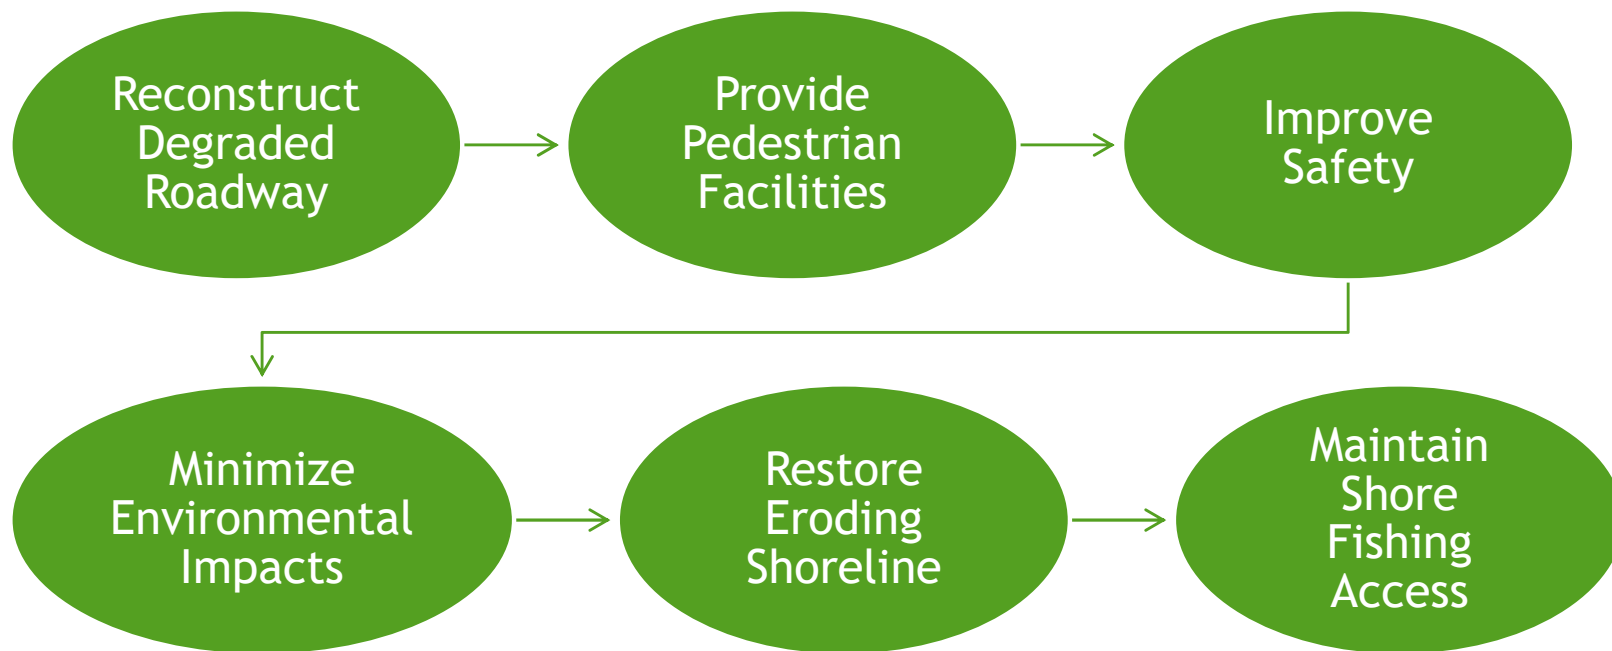 Reconstruct
Degraded
Roadway
Provide
Pedestrian
Facilities
Improve
Safety
Minimize
Environmental
Impacts
Restore
Eroding
Shoreline
Maintain
Shore
Fishing
Access